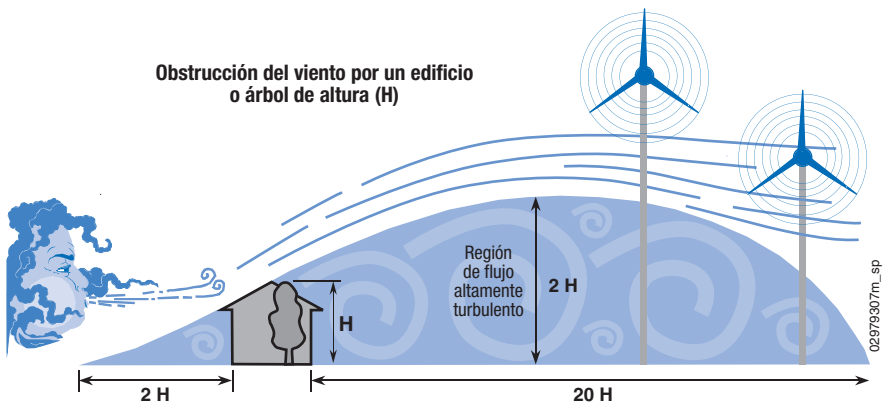 Obstrucción del viento por un edificio
o árbol de altura (H)
Región
de flujo
altamente
turbulento
2 H
H
2 H
20 H
02979307m_sp